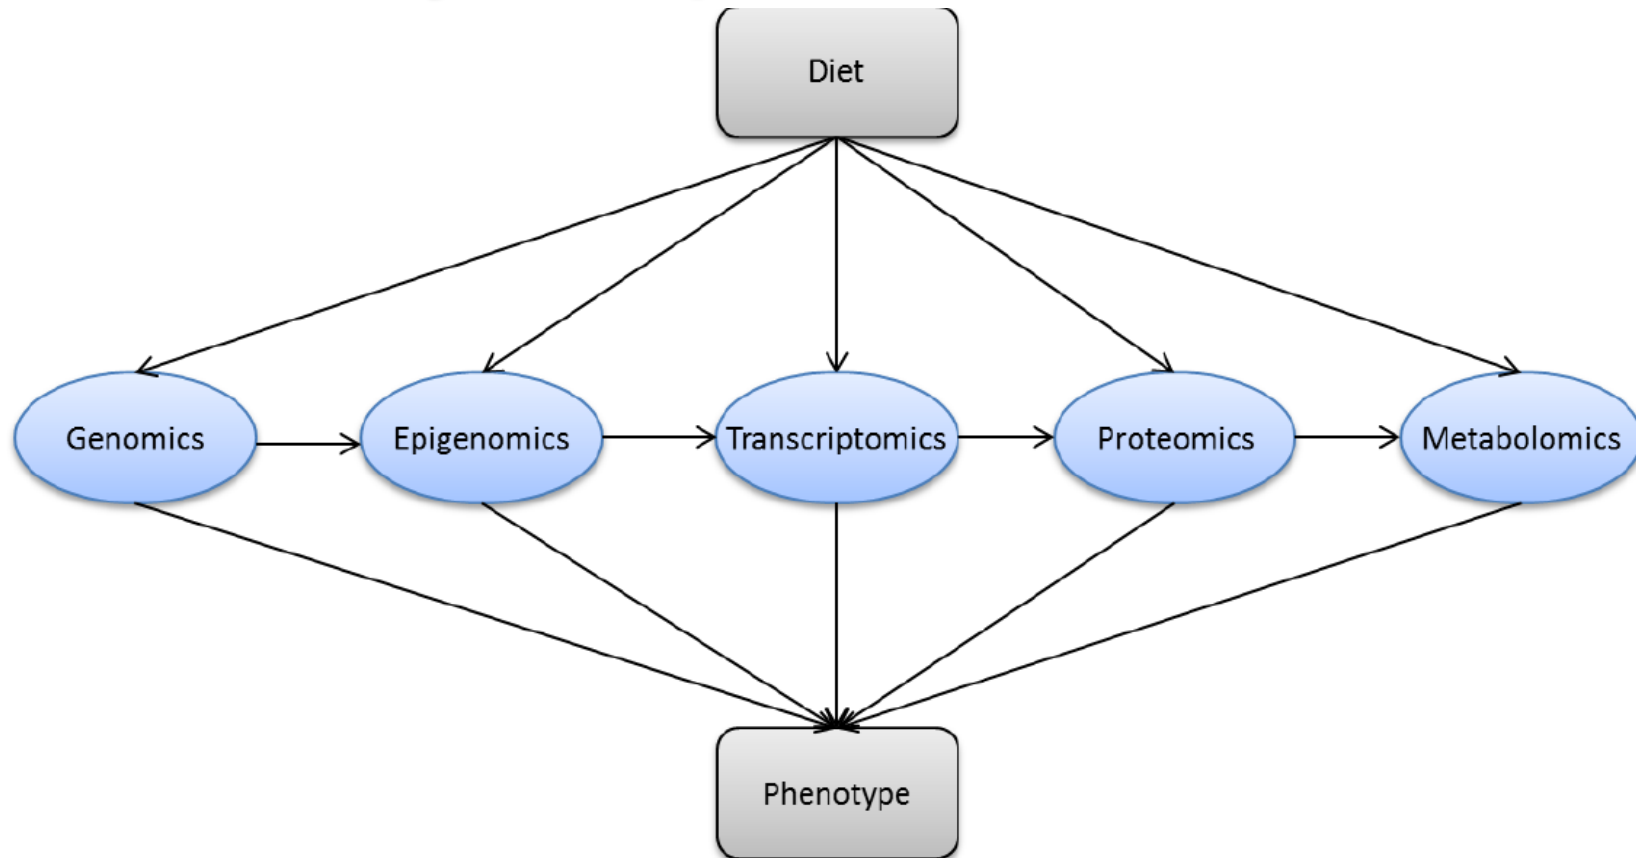 Diet
Genomics
Epigenomics
Transcriptomics
Proteomics
Metabolomics
Phenotype